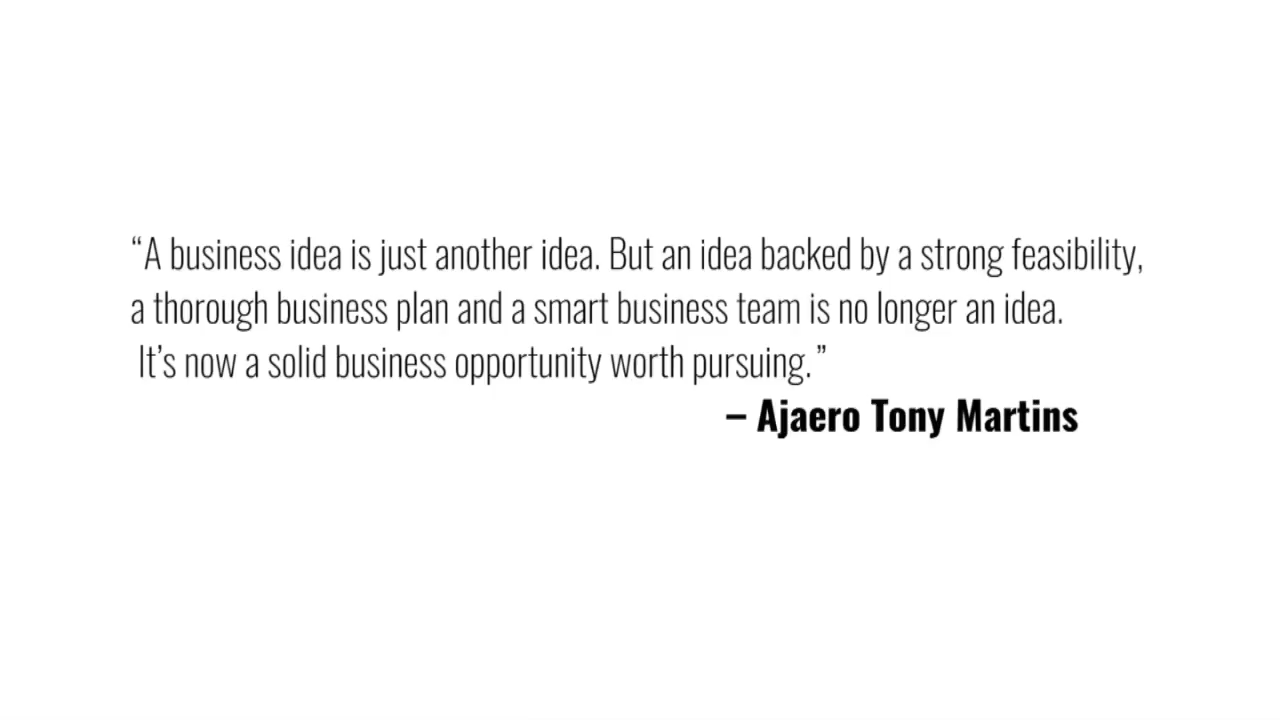 “A business idea is just another idea. But an idea backed by a strong feasibility,
a thorough business plan and a smart business team is no longer an idea.
It’s now a solid business opportunity worth pursuing.”
– Ajaero Tony Martins